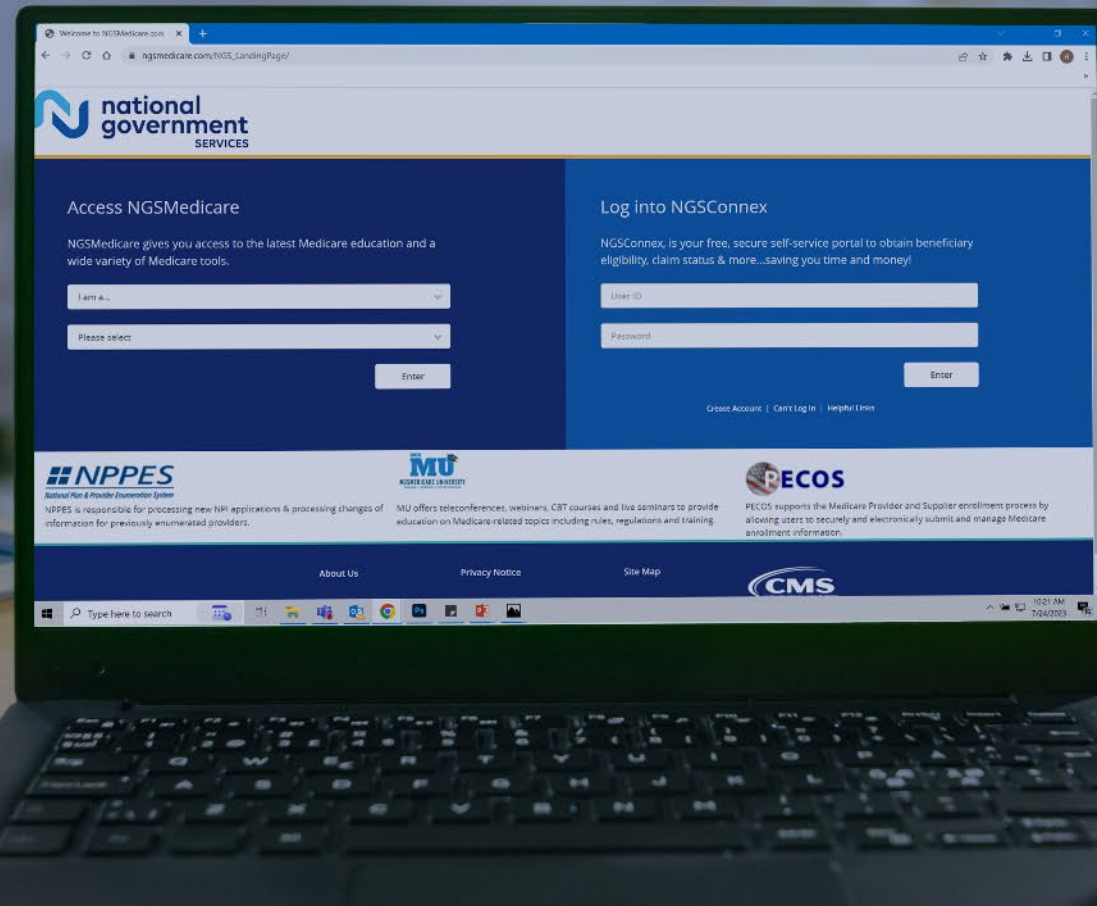 Welcome to NGSMedicare.com
ngsmedicare.com/NGS_LandingPage/
national
government
SERVICES
Access NGSMedicare
NGSMedicare gives you access to the latest Medicare education and a
wide variety of Medicare tools.
I am a...
Please select
Enter
Log into NGSConnex
NGSConnex, is your free, secure self-service portal to obtain beneficiary
eligibility, claim status & more...saving you time and money!
User ID
Password
Enter
Create Account | Can't Log In | Helpful Links
NPPES
National Plan & Provider Enumeration System
NPPES is responsible for processing new NPI applications & processing changes of
information for previously enumerated providers.
MU
NGSMEDICARE UNIVERSITY
MU offers teleconferences, webinars, CBT courses and live seminars to provide
education on Medicare-related topics including rules, regulations and training.
PECOS
PECOS supports the Medicare Provider and Supplier enrollment process by
allowing users to securely and electronically submit and manage Medicare
enrollment information.
About Us
Privacy Notice
Site Map
CMS
Type here to search
Ps
10:21 AM
7/24/2023